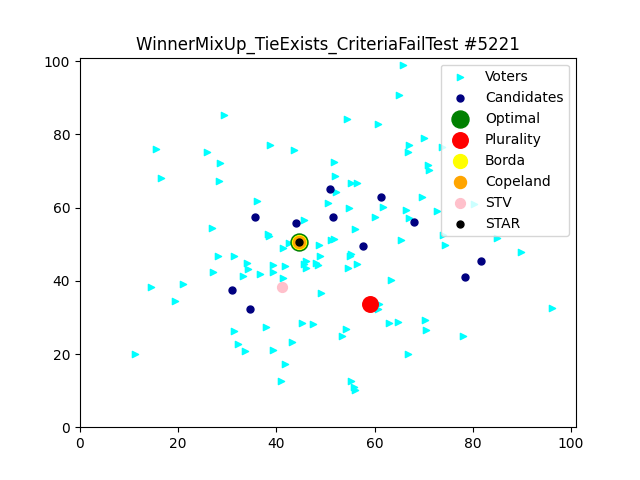 WinnerMixUp_TieExists_CriteriaFailTest #5221
100
80
60
40
20
0
0
20
40
60
80
100
Voters
Candidates
Optimal
Plurality
Borda
Copeland
STV
STAR